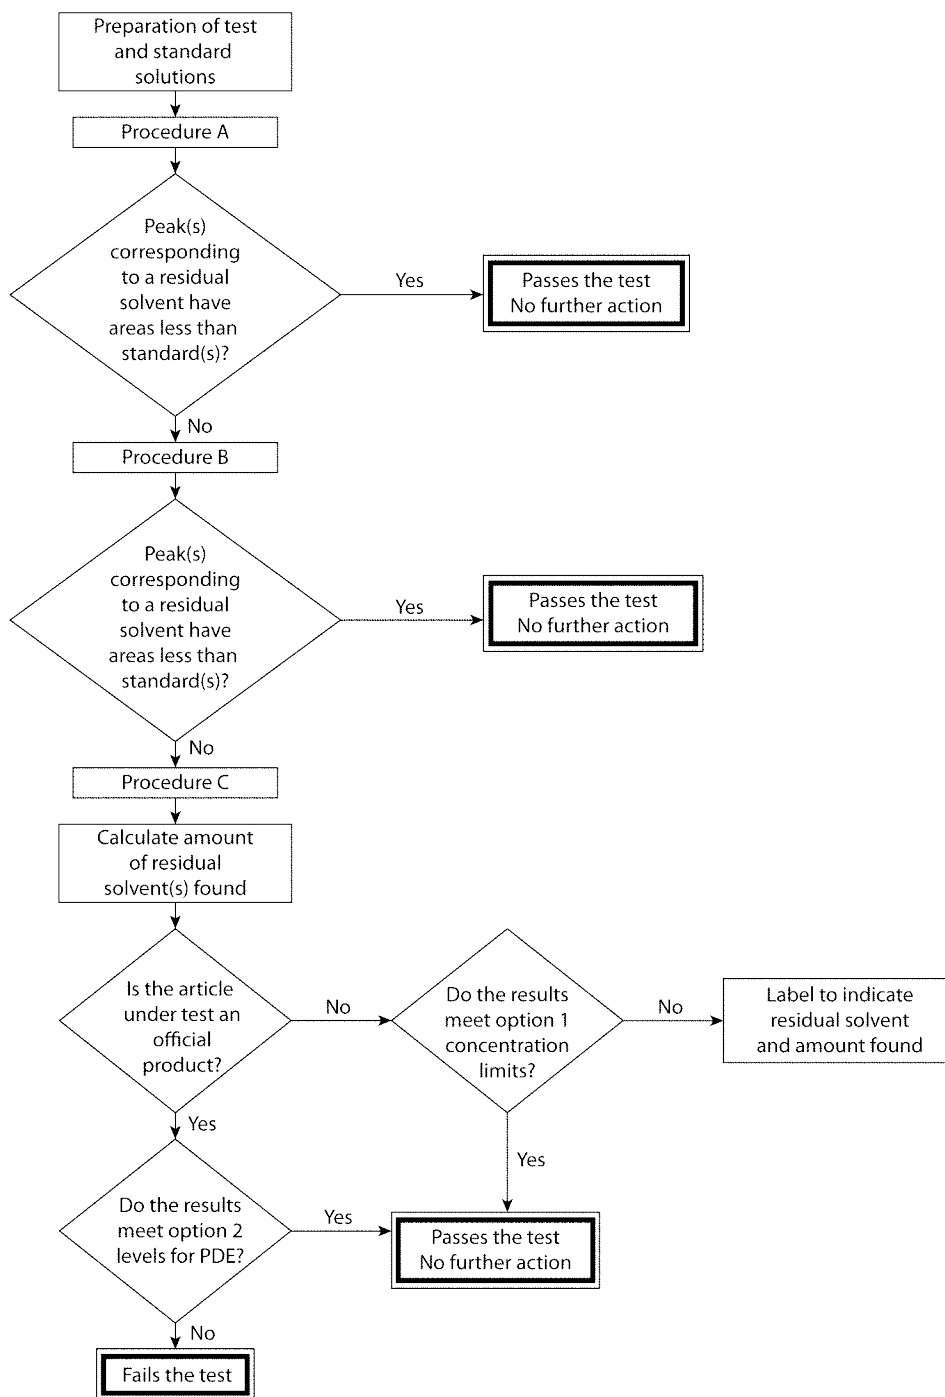 Preparation of test
and standard
solutions
Procedure A
Peak(s)
corresponding
to a residual
solvent have
areas less than
standard(s)?
Yes
Passes the test
No further action
No
Procedure B
Peak(s)
corresponding
to a residual
solvent have
areas less than
standard(s)?
Yes
Passes the test
No further action
No
Procedure C
Calculate amount
of residual
solvent(s) found
Is the article
under test an
official
product?
No
Do the results
meet option 1
concentration
limits?
No
Label to indicate
residual solvent
and amount found
Yes
Yes
Do the results
meet option 2
levels for PDE?
Yes
Passes the test
No further action
No
Fails the test